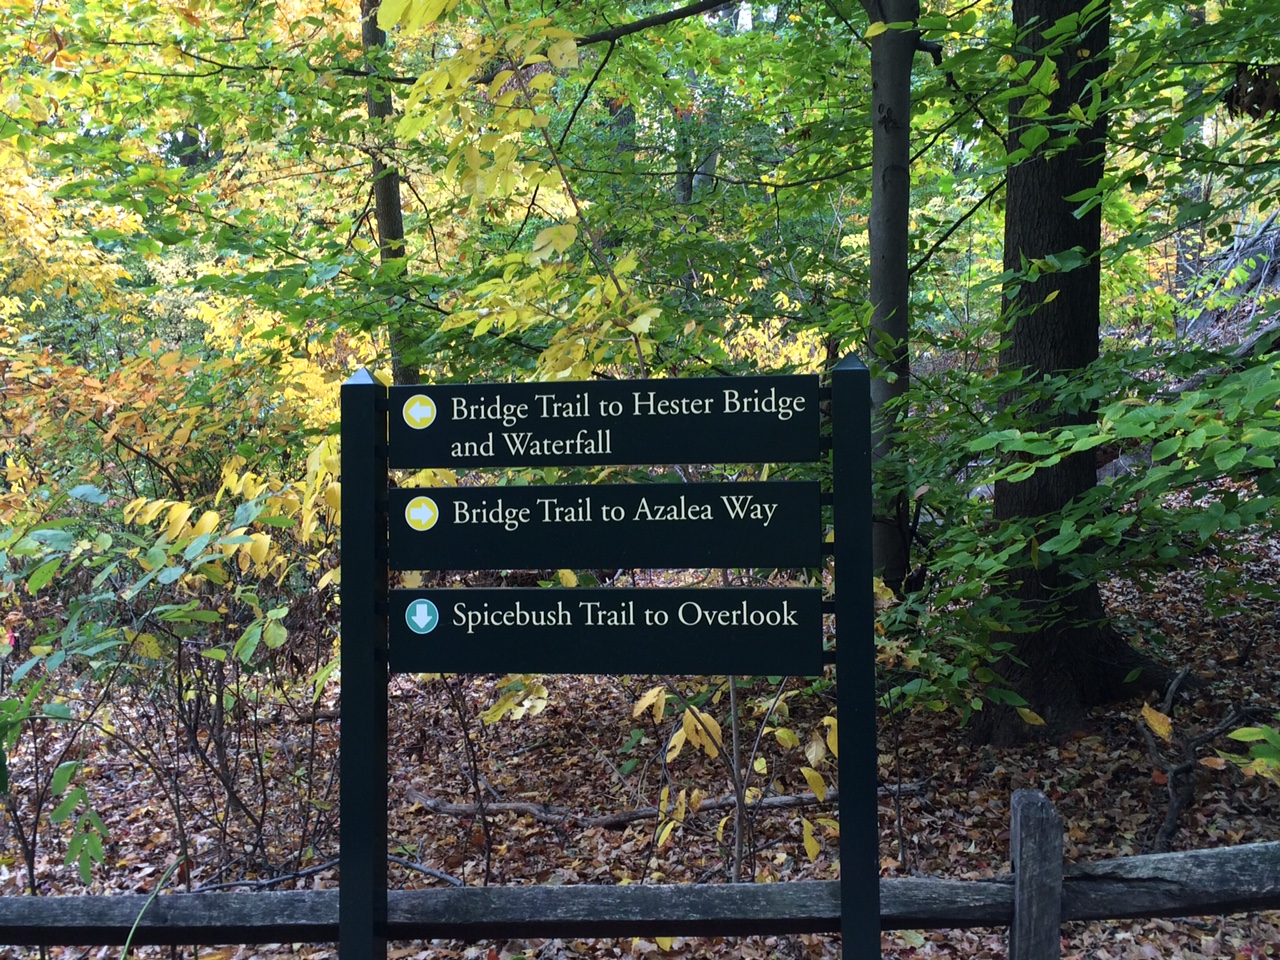 Bridge Trail to Hester Bridge
and Waterfall
Bridge Trail to Azalea Way
Spicebush Trail to Overlook